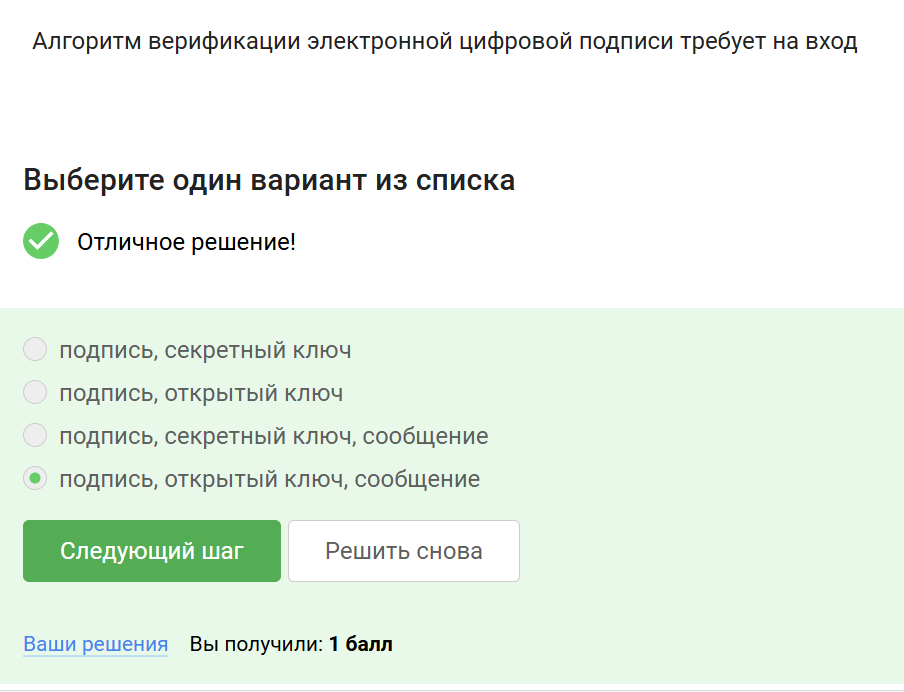 Алгоритм верификации электронной цифровой подписи требует на вход
Выберите один вариант из списка
Отличное решение!
подпись, секретный ключ
подпись, открытый ключ
подпись, секретный ключ, сообщение
подпись, открытый ключ, сообщение
Следующий шаг Решить снова
Ваши решения Вы получили: 1 балл